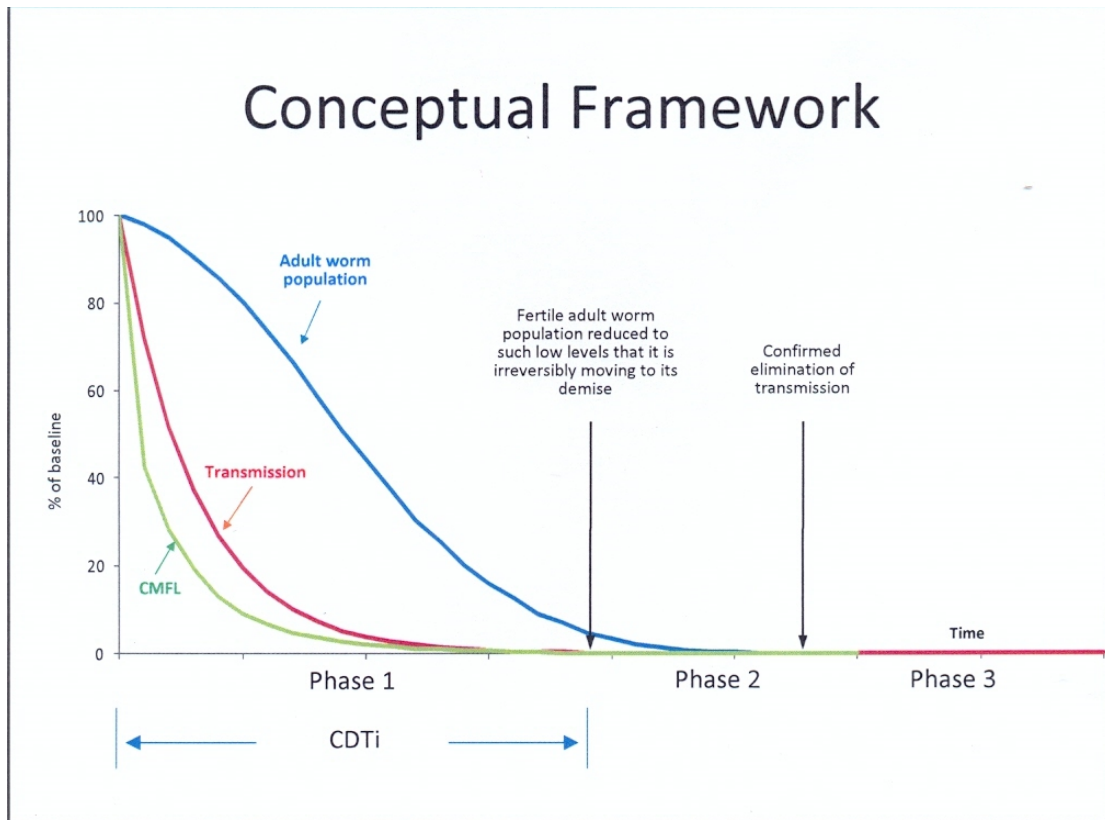 Conceptual Framework
100
80
60
40
20
0
% of baseline
Adult worm
population
Transmission
CMFL
Fertile adult worm
population reduced to
such low levels that it is
irreversibly moving to its
demise
Confirmed
elimination of
transmission
Time
Phase 1
Phase 2
Phase 3
CDTi